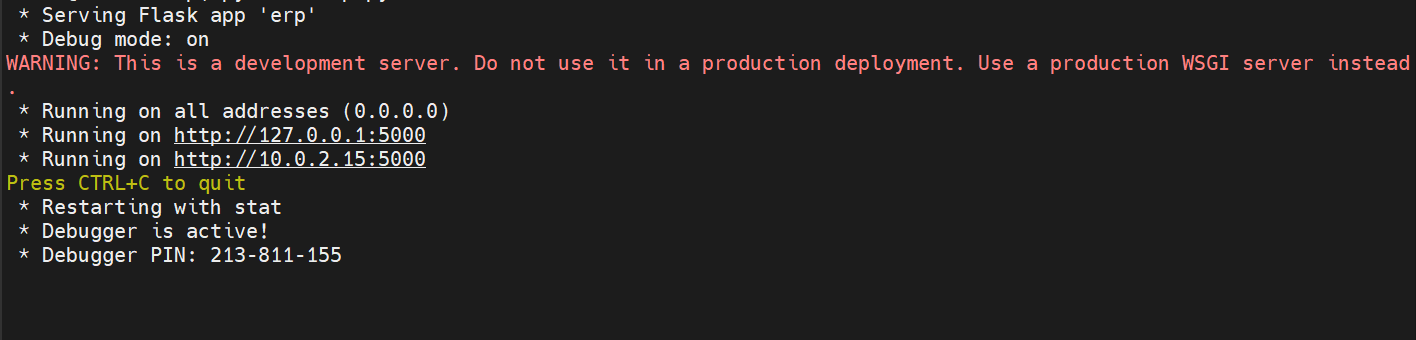 * Serving Flask app 'erp'
* Debug mode: on
WARNING: This is a development server. Do not use it in a production deployment. Use a production WSGI server instead
.
* Running on all addresses (0.0.0.0)
* Running on http://127.0.0.1:5000
* Running on http://10.0.2.15:5000
Press CTRL+C to quit
* Restarting with stat
* Debugger is active!
* Debugger PIN: 213-811-155